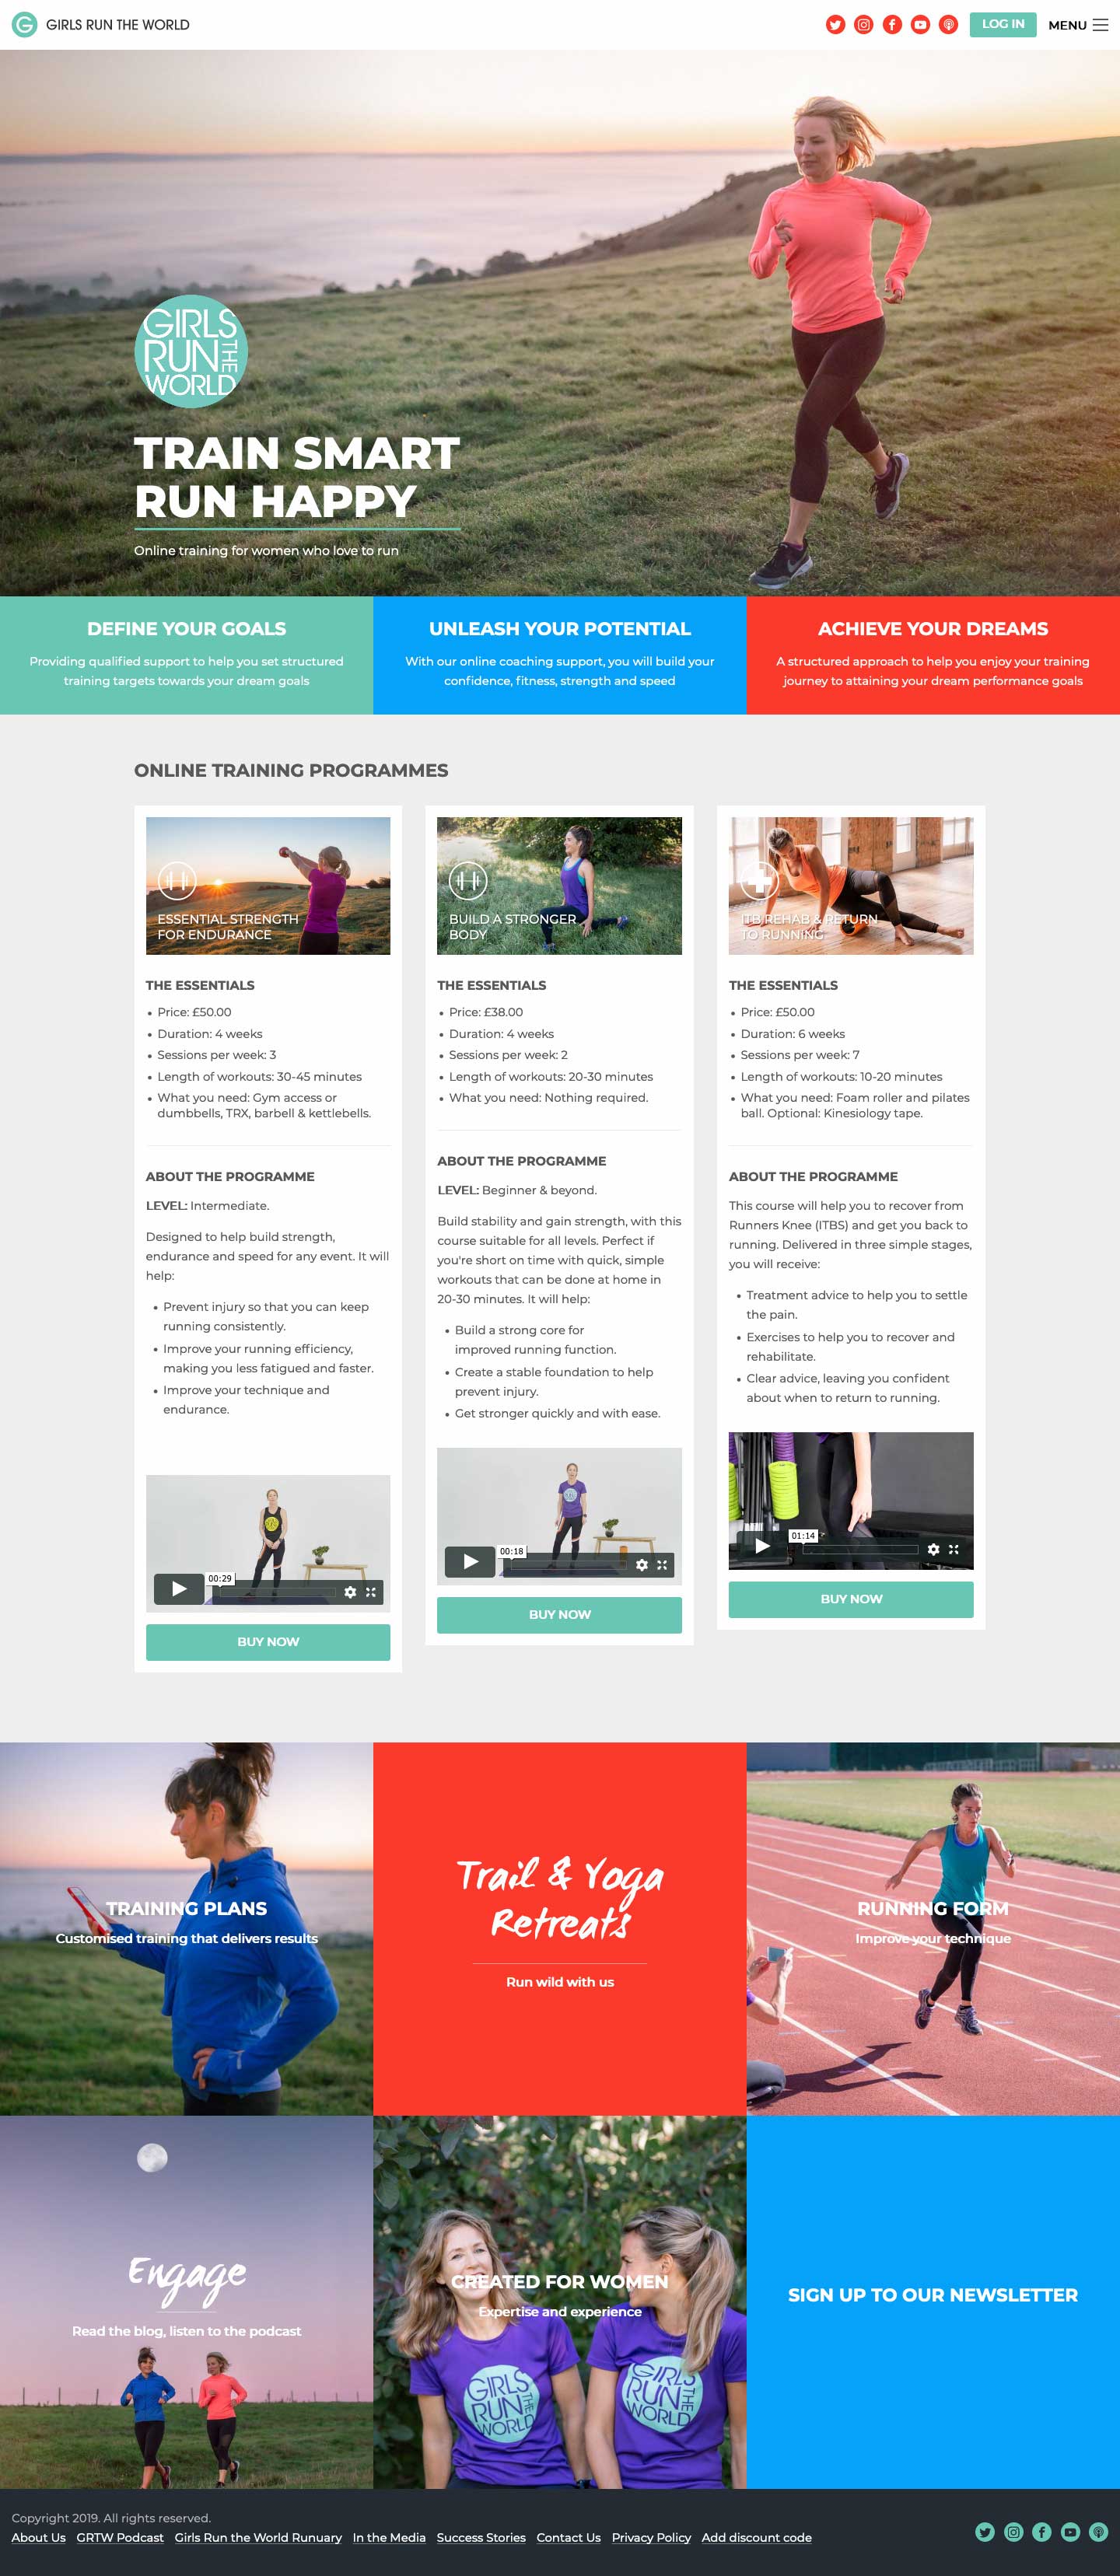 GIRLS RUN THE WORLD
LOG IN
MENU
GIRLS
RUN THE
WORLD
TRAIN SMART
RUN HAPPY
Online training for women who love to run
DEFINE YOUR GOALS
Providing qualified support to help you set structured
training targets towards your dream goals
UNLEASH YOUR POTENTIAL
With our online coaching support, you will build your
confidence, fitness, strength and speed
ACHIEVE YOUR DREAMS
A structured approach to help you enjoy your training
journey to attaining your dream performance goals
ONLINE TRAINING PROGRAMMES
ESSENTIAL STRENGTH
FOR ENDURANCE
THE ESSENTIALS
• Price: £50.00
• Duration: 4 weeks
• Sessions per week: 3
• Length of workouts: 30-45 minutes
• What you need: Gym access or
dumbbells, TRX, barbell & kettlebells.
ABOUT THE PROGRAMME
LEVEL: Intermediate.
Designed to help build strength,
endurance and speed for any event. It will
help:
• Prevent injury so that you can keep
running consistently.
• Improve your running efficiency,
making you less fatigued and faster.
• Improve your technique and
endurance.
00:29
BUY NOW
BUILD A STRONGER
BODY
THE ESSENTIALS
• Price: £38.00
• Duration: 4 weeks
• Sessions per week: 2
• Length of workouts: 20-30 minutes
• What you need: Nothing required.
ABOUT THE PROGRAMME
LEVEL: Beginner & beyond.
Build stability and gain strength, with this
course suitable for all levels. Perfect if
you're short on time with quick, simple
workouts that can be done at home in
20-30 minutes. It will help:
• Build a strong core for
improved running function.
• Create a stable foundation to help
prevent injury.
• Get stronger quickly and with ease.
00:18
BUY NOW
ITB REHAB & RETURN
TO RUNNING
THE ESSENTIALS
• Price: £50.00
• Duration: 6 weeks
• Sessions per week: 7
• Length of workouts: 10-20 minutes
• What you need: Foam roller and pilates
ball. Optional: Kinesiology tape.
ABOUT THE PROGRAMME
This course will help you to recover from
Runners Knee (ITBS) and get you back to
running. Delivered in three simple stages,
you will receive:
• Treatment advice to help you to settle
the pain.
• Exercises to help you to recover and
rehabilitate.
• Clear advice, leaving you confident
about when to return to running.
01:14
BUY NOW
TRAINING PLANS
Customised training that delivers results
Trail & Yoga
Retreats
Run wild with us
RUNNING FORM
Improve your technique
Engage
Read the blog, listen to the podcast
CREATED FOR WOMEN
Expertise and experience
GIRLS
RUN THE
WORLD
GIRLS
RUN THE
WORLD
SIGN UP TO OUR NEWSLETTER
Copyright 2019. All rights reserved.
About Us GRTW Podcast Girls Run the World Runuary In the Media Success Stories Contact Us Privacy Policy Add discount code